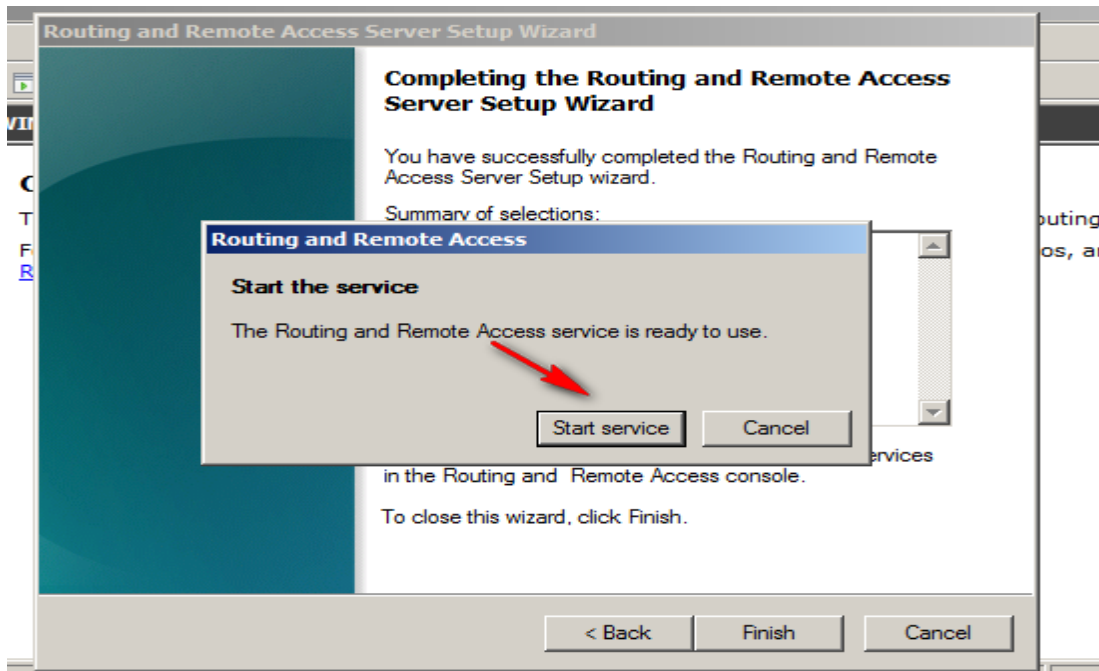 Routing and Remote Access Server Setup Wizard
Completing the Routing and Remote Access
Server Setup Wizard
You have successfully completed the Routing and Remote
Access Server Setup wizard.
Summary of selections:
outing
os, a
Routing and Remote Access
Start the service
The Routing and Remote Access service is ready to use.
Start service
Cancel
ervices
in the Routing and Remote Access console.
To close this wizard, click Finish.
< Back
Finish
Cancel